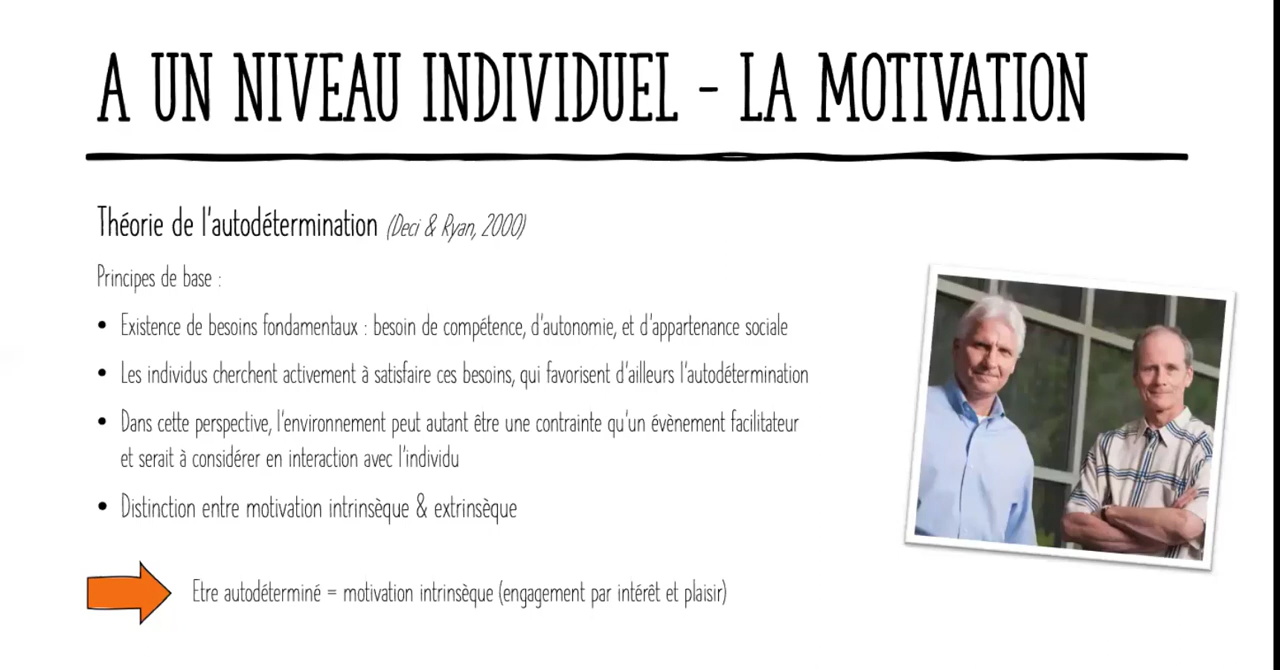 A UN NIVEAU INDIVIDUEL - LA MOTIVATION
Théorie de l'autodétermination (Deci & Ryan, 2000)
Principes de base :
• Existence de besoins fondamentaux : besoin de compétence, d'autonomie, et d'appartenance sociale
• Les individus cherchent activement à satisfaire ces besoins, qui favorisent d'ailleurs l'autodétermination
• Dans cette perspective, l'environnement peut autant être une contrainte qu'un évènement facilitateur
et serait à considérer en interaction avec l'individu
• Distinction entre motivation intrinsèque & extrinsèque
Etre autodéterminé = motivation intrinsèque (engagement par intérêt et plaisir)